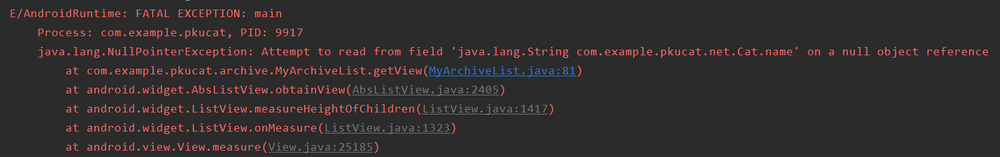 E/AndroidRuntime: FATAL EXCEPTION: main
Process: com.example.pkucat, PID: 9917
java.lang.NullPointerException: Attempt to read from field 'java.lang.String com.example.pkucat.net.Cat.name' on a null object reference
at com.example.pkucat.archive.MyArchiveList.getView(MyArchiveList.java:81)
at android.widget.AbsListView.obtainView(AbsListView.java:2405)
at android.widget.ListView.measureHeightOfChildren(ListView.java:1417)
at android.widget.ListView.onMeasure(ListView.java:1323)
at android.view.View.measure(View.java:25185)